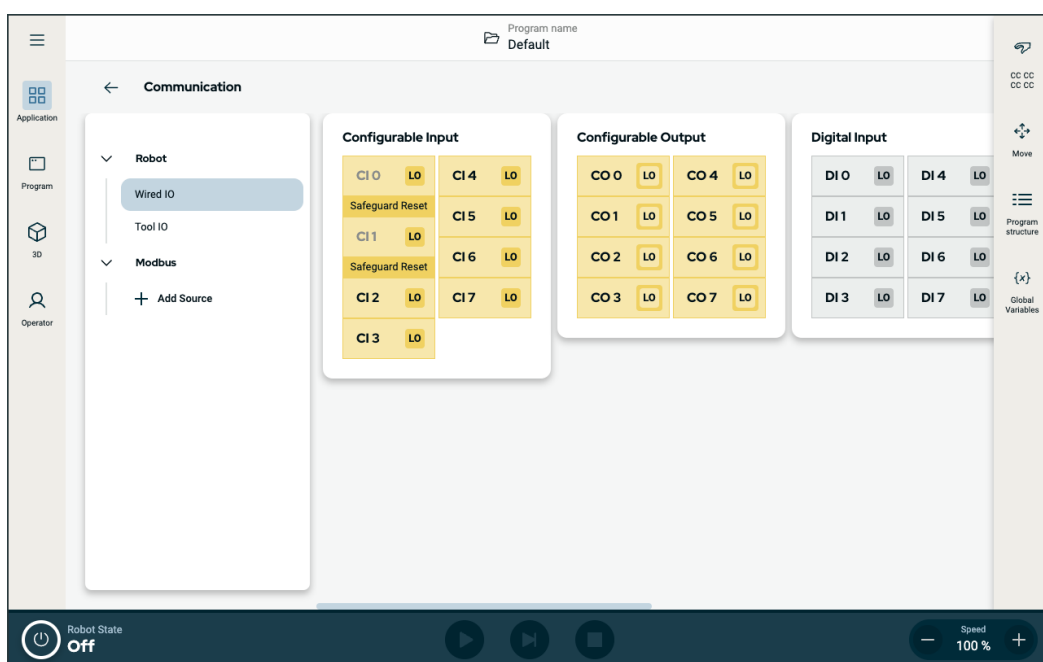 Program name
Default
Application
Program
3D
Operator
Communication
Robot
Wired IO
Tool IO
Modbus
Add Source
Configurable Input
CI 0 LO CI 4 LO
Safeguard Reset
CI 5 LO
CI 1 LO
CI 6 LO
Safeguard Reset
CI 2 LO CI 7 LO
CI 3 LO
Configurable Output
CO 0 LO CO 4 LO
CO 1 LO CO 5 LO
CO 2 LO CO 6 LO
CO 3 LO CO 7 LO
Digital Input
DI 0 LO DI 4 LO
DI 1 LO DI 5 LO
DI 2 LO DI 6 LO
DI 3 LO DI 7 LO
CC CC
CC CC
Move
Program
structure
{x}
Global
Variables
Robot State
Off
Speed
100 %